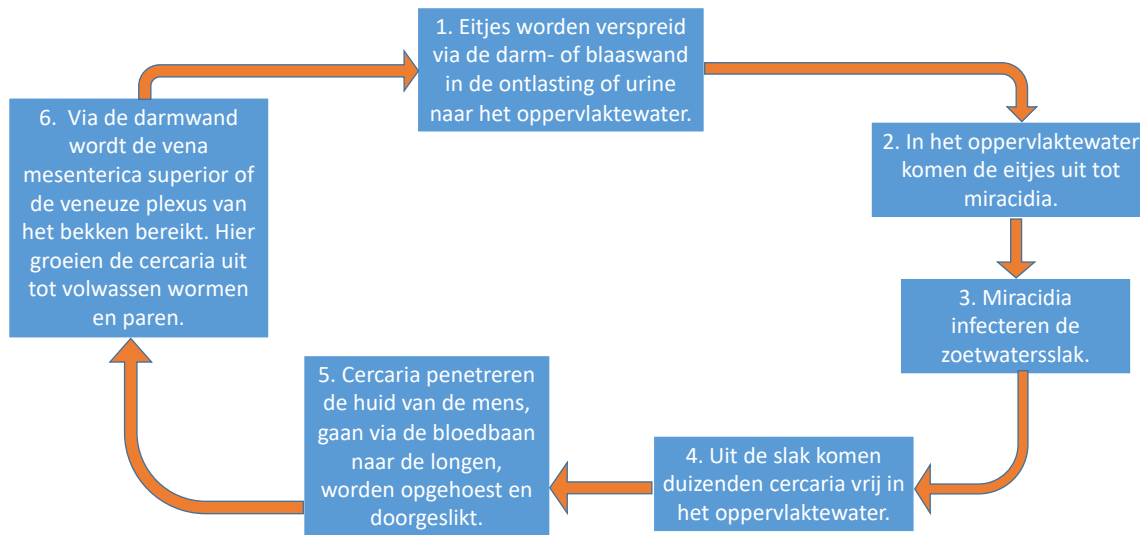 1. Eitjes worden verspreid
via de darm- of blaaswand
in de ontlasting of urine
naar het oppervlaktewater.
2. In het oppervlaktewater
komen de eitjes uit tot
miracidia.
3. Miracidia
infecteren de
zoetwatersslak.
4. Uit de slak komen
duizenden cercaria vrij in
het oppervlaktewater.
5. Cercaria penetreren
de huid van de mens,
gaan via de bloedbaan
naar de longen,
worden opgehoest en
doorgeslikt.
6. Via de darmwand
wordt de vena
mesenterica superior of
de veneuze plexus van
het bekken bereikt. Hier
groeien de cercaria uit
tot volwassen wormen
en paren.